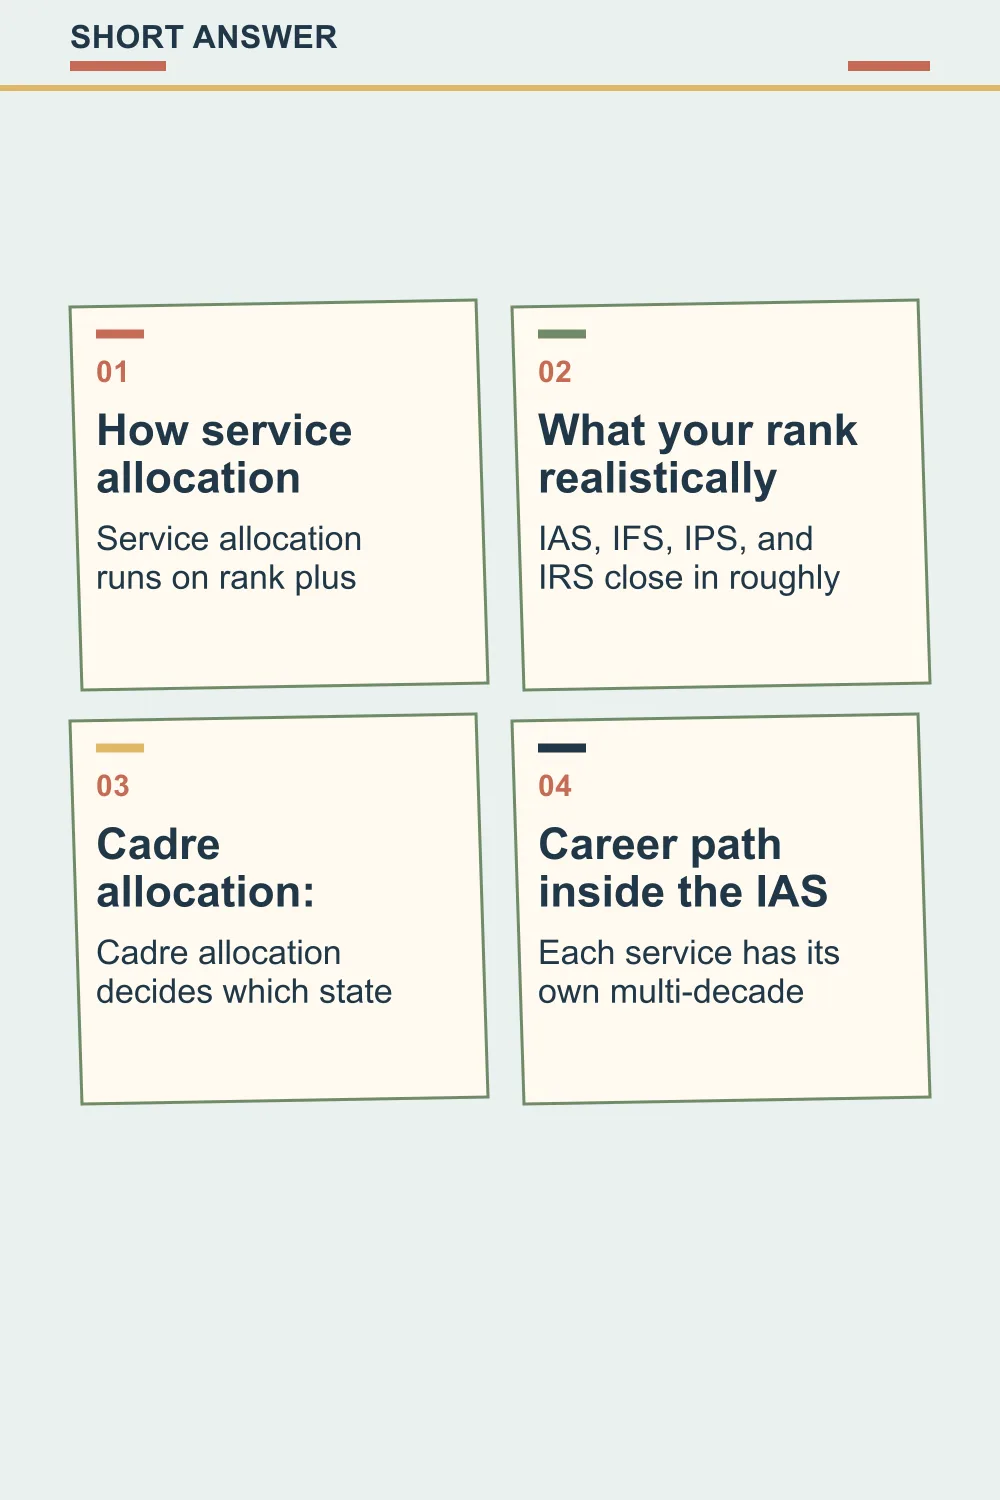 SHORT ANSWER
01
How service
allocation
Service allocation
runs on rank plus
02
What your rank
realistically
IAS, IFS, IPS, and
IRS close in roughly
03
Cadre
allocation:
Cadre allocation
decides which state
04
Career path
inside the IAS
Each service has its
own multi-decade